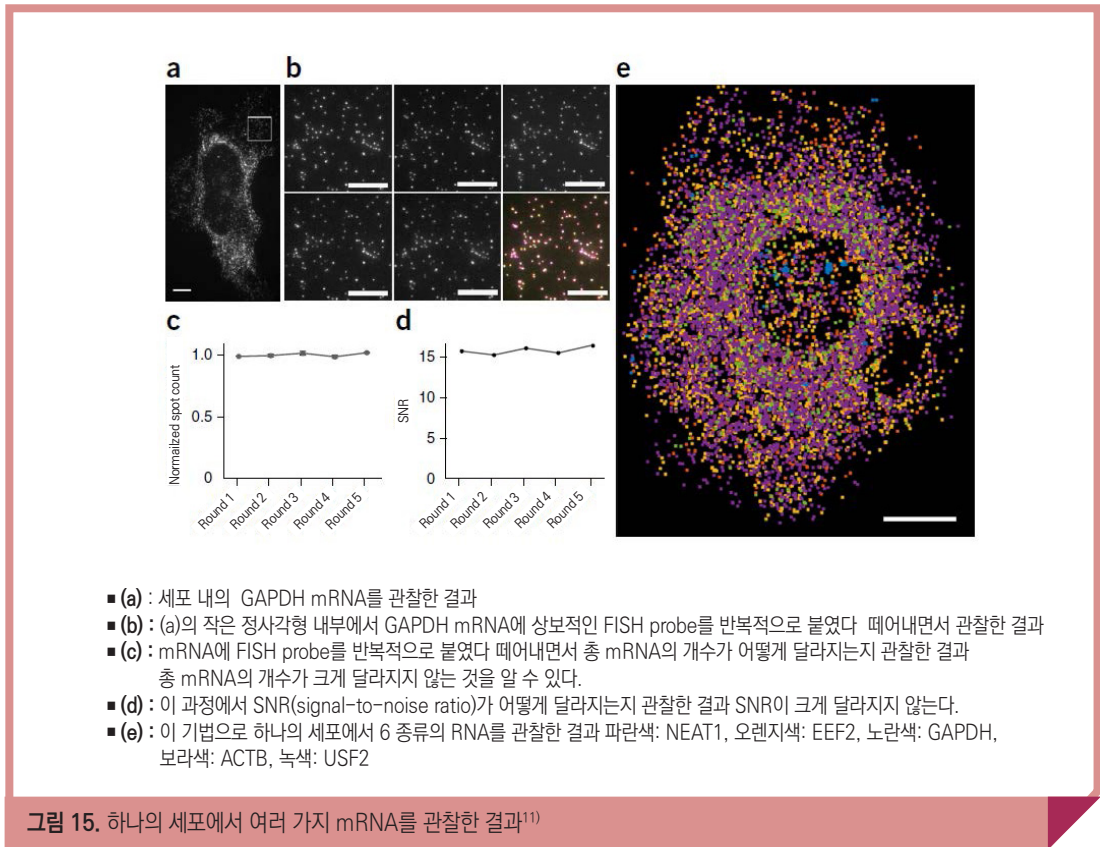 a
b
e
c
d
Normailzed spot count
1.0
0.5
0
Round 1
Round 2
Round 3
Round 4
Round 5
SNR
15
10
5
0
Round 1
Round 2
Round 3
Round 4
Round 5
■ (a) : 세포 내의 GAPDH mRNA를 관찰한 결과
■ (b) : (a)의 작은 정사각형 내부에서 GAPDH mRNA에 상보적인 FISH probe를 반복적으로 붙였다 떼어내면서 관찰한 결과
■ (c) : mRNA에 FISH probe를 반복적으로 붙였다 떼어내면서 총 mRNA의 개수가 어떻게 달라지는지 관찰한 결과
총 mRNA의 개수가 크게 달라지지 않는 것을 알 수 있다.
■ (d) : 이 과정에서 SNR(signal-to-noise ratio)가 어떻게 달라지는지 관찰한 결과 SNR이 크게 달라지지 않는다.
■ (e) : 이 기법으로 하나의 세포에서 6 종류의 RNA를 관찰한 결과 파란색: NEAT1, 오렌지색: EEF2, 노란색: GAPDH,
보라색: ACTB, 녹색: USF2
그림 15. 하나의 세포에서 여러 가지 mRNA를 관찰한 결과11)